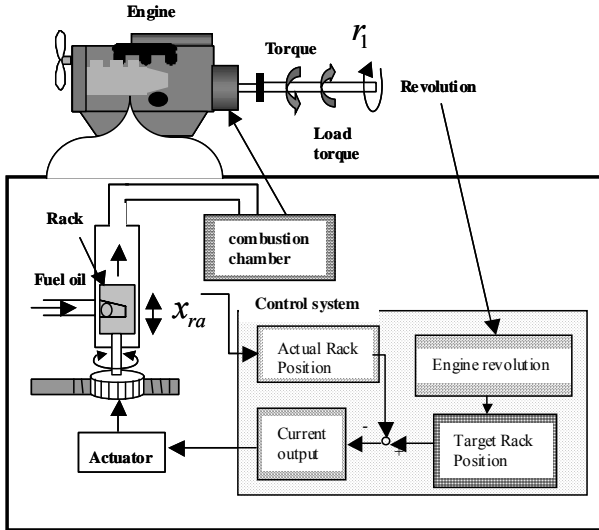 Engine
Torque
r1
Revolution
Load
torque
Rack
combustion
chamber
Fuel oil
xra
Control system
Actual Rack
Position
Engine revolution
-
+
Current
output
Target Rack
Position
Actuator